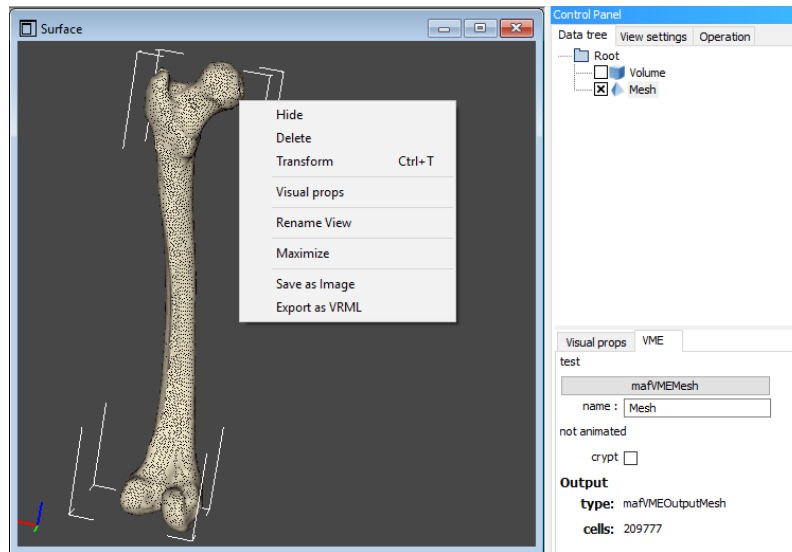 Surface
Hide
Delete
Transform Ctrl+T
Visual props
Rename View
Maximize
Save as Image
Export as VRML
Control Panel
Data tree View settings Operation
Root
Volume
Mesh
Visual props VME
test
mafVMEMesh
name : Mesh
not animated
crypt
Output
type: mafVMEOutputMesh
cells: 209777